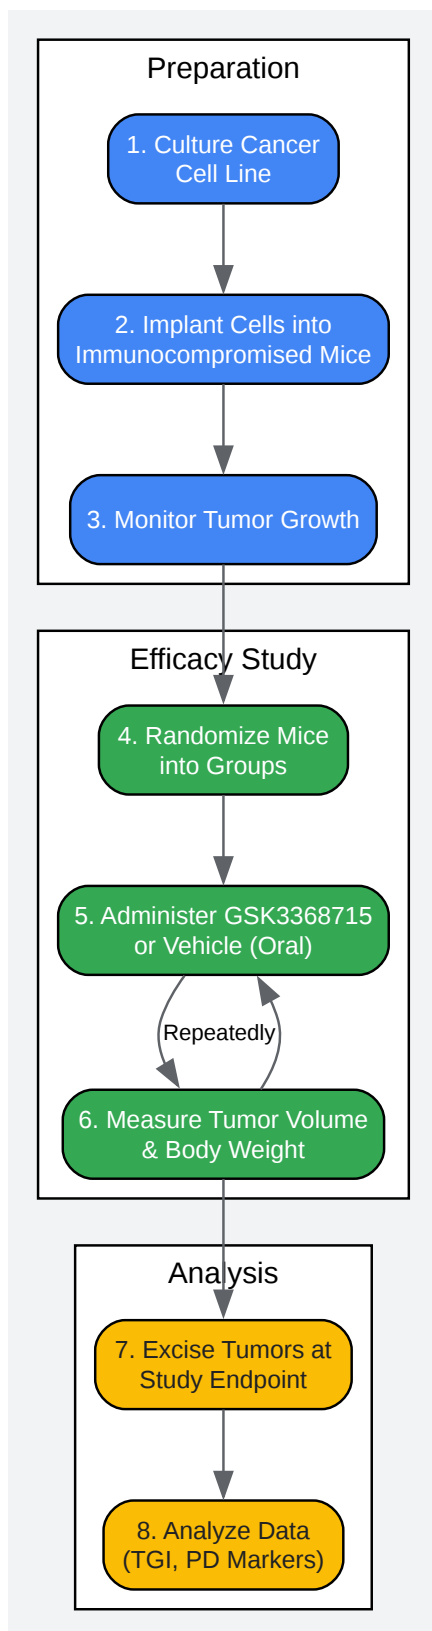 Preparation
1. Culture Cancer
Cell Line
2. Implant Cells into
Immunocompromised Mice
3. Monitor Tumor Growth
Efficacy Study
4. Randomize Mice
into Groups
5. Administer GSK3368715
or Vehicle (Oral)
Repeatedly
6. Measure Tumor Volume
& Body Weight
Analysis
7. Excise Tumors at
Study Endpoint
8. Analyze Data
(TGI, PD Markers)